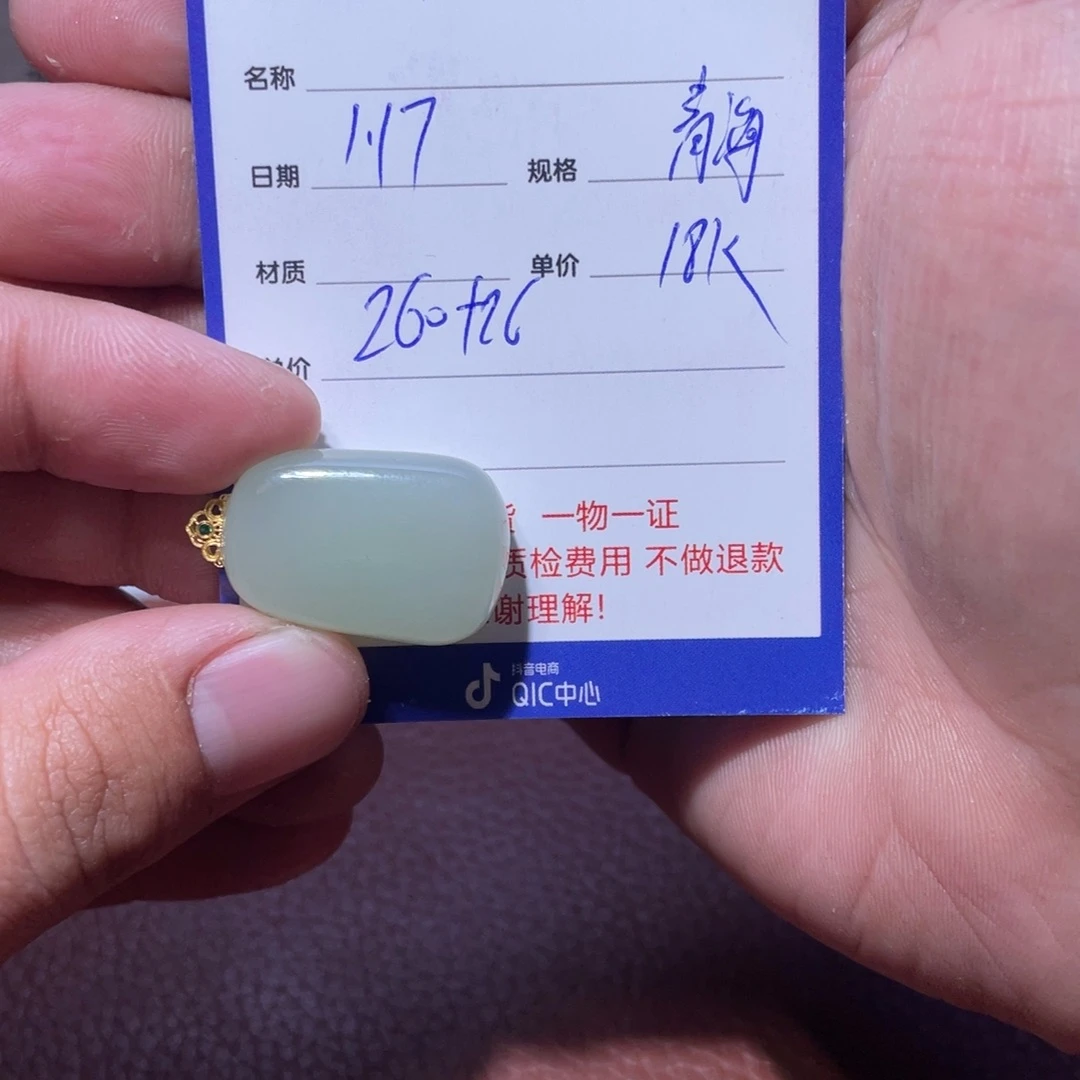 名称
117 青海
日期 规格
18K
材质 单价
260+26
价
一物一证
质检费用 不做退款
谢理解!
抖音电商
QIC中心